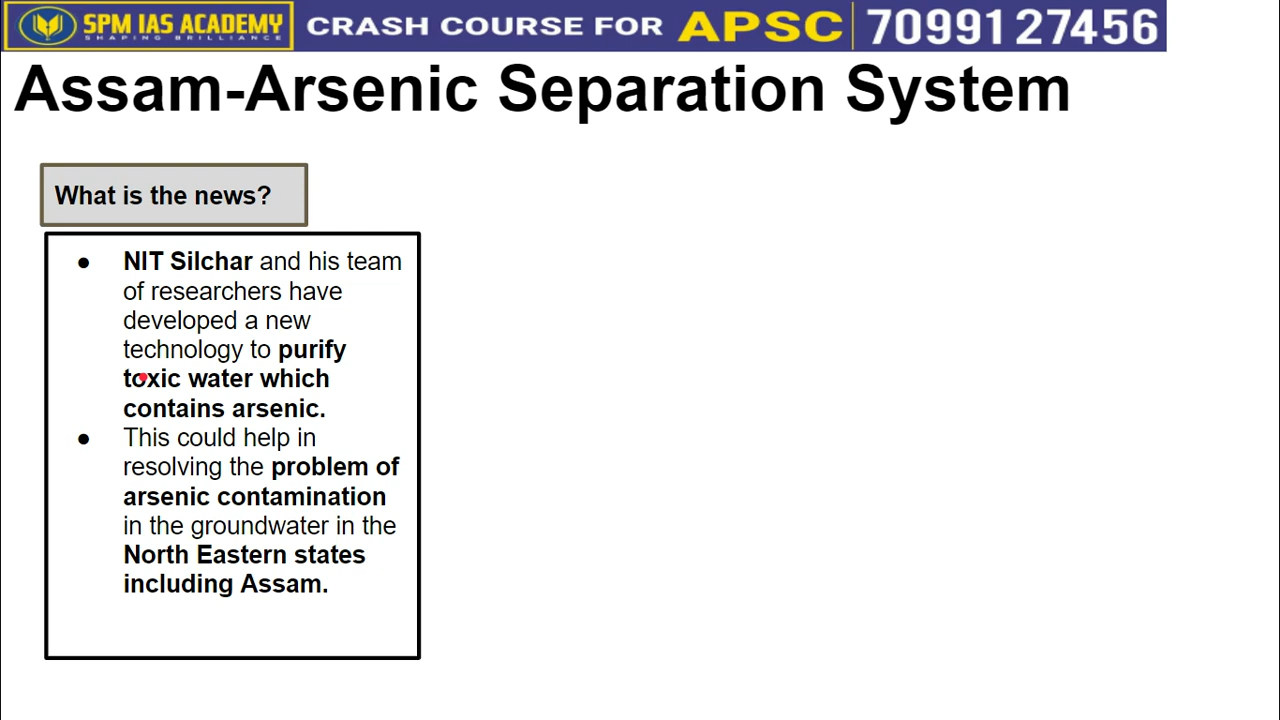 SPM IAS ACADEMY
SHAPING BRILLIANCE
CRASH COURSE FOR APSC 70991 27456
Assam-Arsenic Separation System
What is the news?
● NIT Silchar and his team
of researchers have
developed a new
technology to purify
toxic water which
contains arsenic.
● This could help in
resolving the problem of
arsenic contamination
in the groundwater in the
North Eastern states
including Assam.